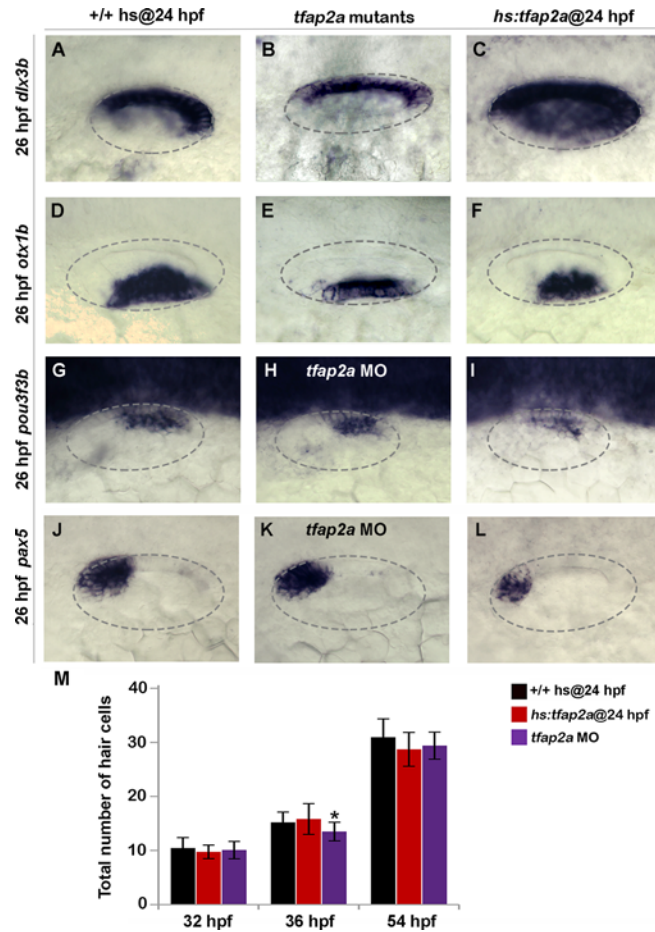 +/+ hs@24 hpf
tfap2a mutants
hs:tfap2a@24 hpf
26 hpf dlx3b
A
B
C
26 hpf otx1b
D
E
F
26 hpf pou3f3b
G
H
tfap2a MO
I
26 hpf pax5
J
K
tfap2a MO
L
M
Total number of hair cells
40
30
20
10
0
*
32 hpf
36 hpf
54 hpf
+/+ hs@24 hpf
hs:tfap2a@24 hpf
tfap2a MO